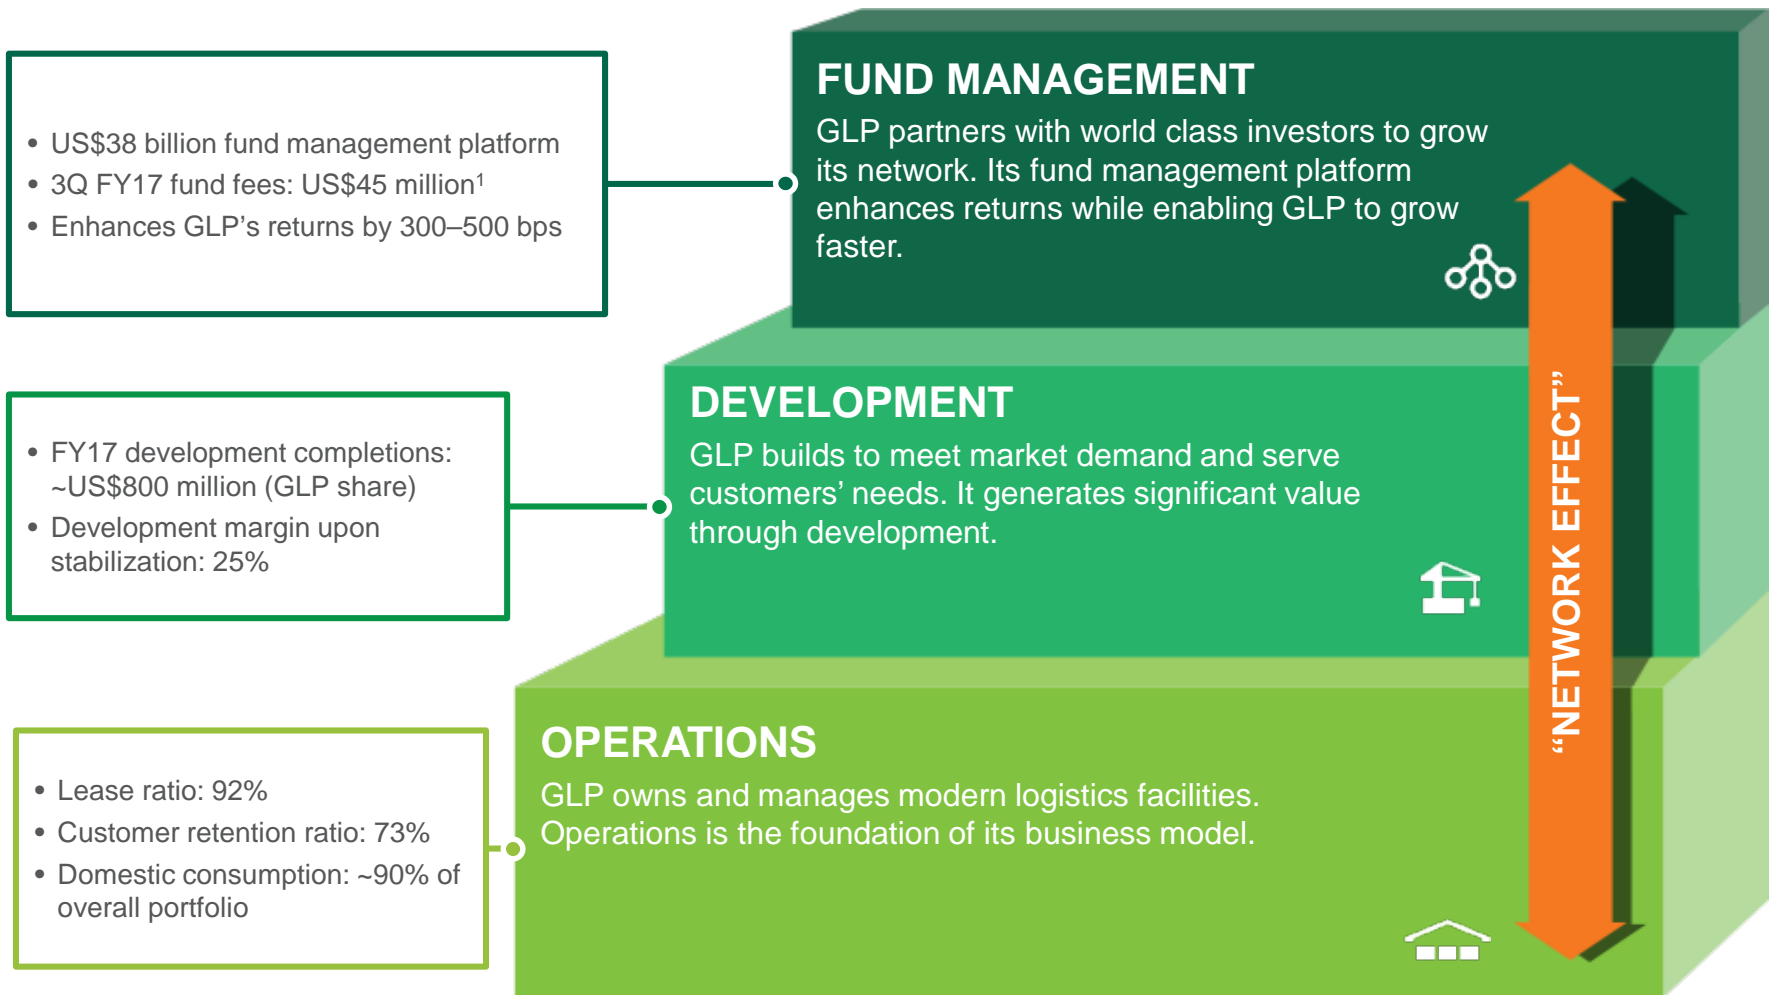 • US$38 billion fund management platform
• 3Q FY17 fund fees: US$45 million¹
• Enhances GLP’s returns by 300–500 bps
FUND MANAGEMENT
GLP partners with world class investors to grow
its network. Its fund management platform
enhances returns while enabling GLP to grow
faster.
• FY17 development completions:
~US$800 million (GLP share)
• Development margin upon
stabilization: 25%
DEVELOPMENT
GLP builds to meet market demand and serve
customers’ needs. It generates significant value
through development.
• Lease ratio: 92%
• Customer retention ratio: 73%
• Domestic consumption: ~90% of
overall portfolio
OPERATIONS
GLP owns and manages modern logistics facilities.
Operations is the foundation of its business model.
“NETWORK EFFECT”